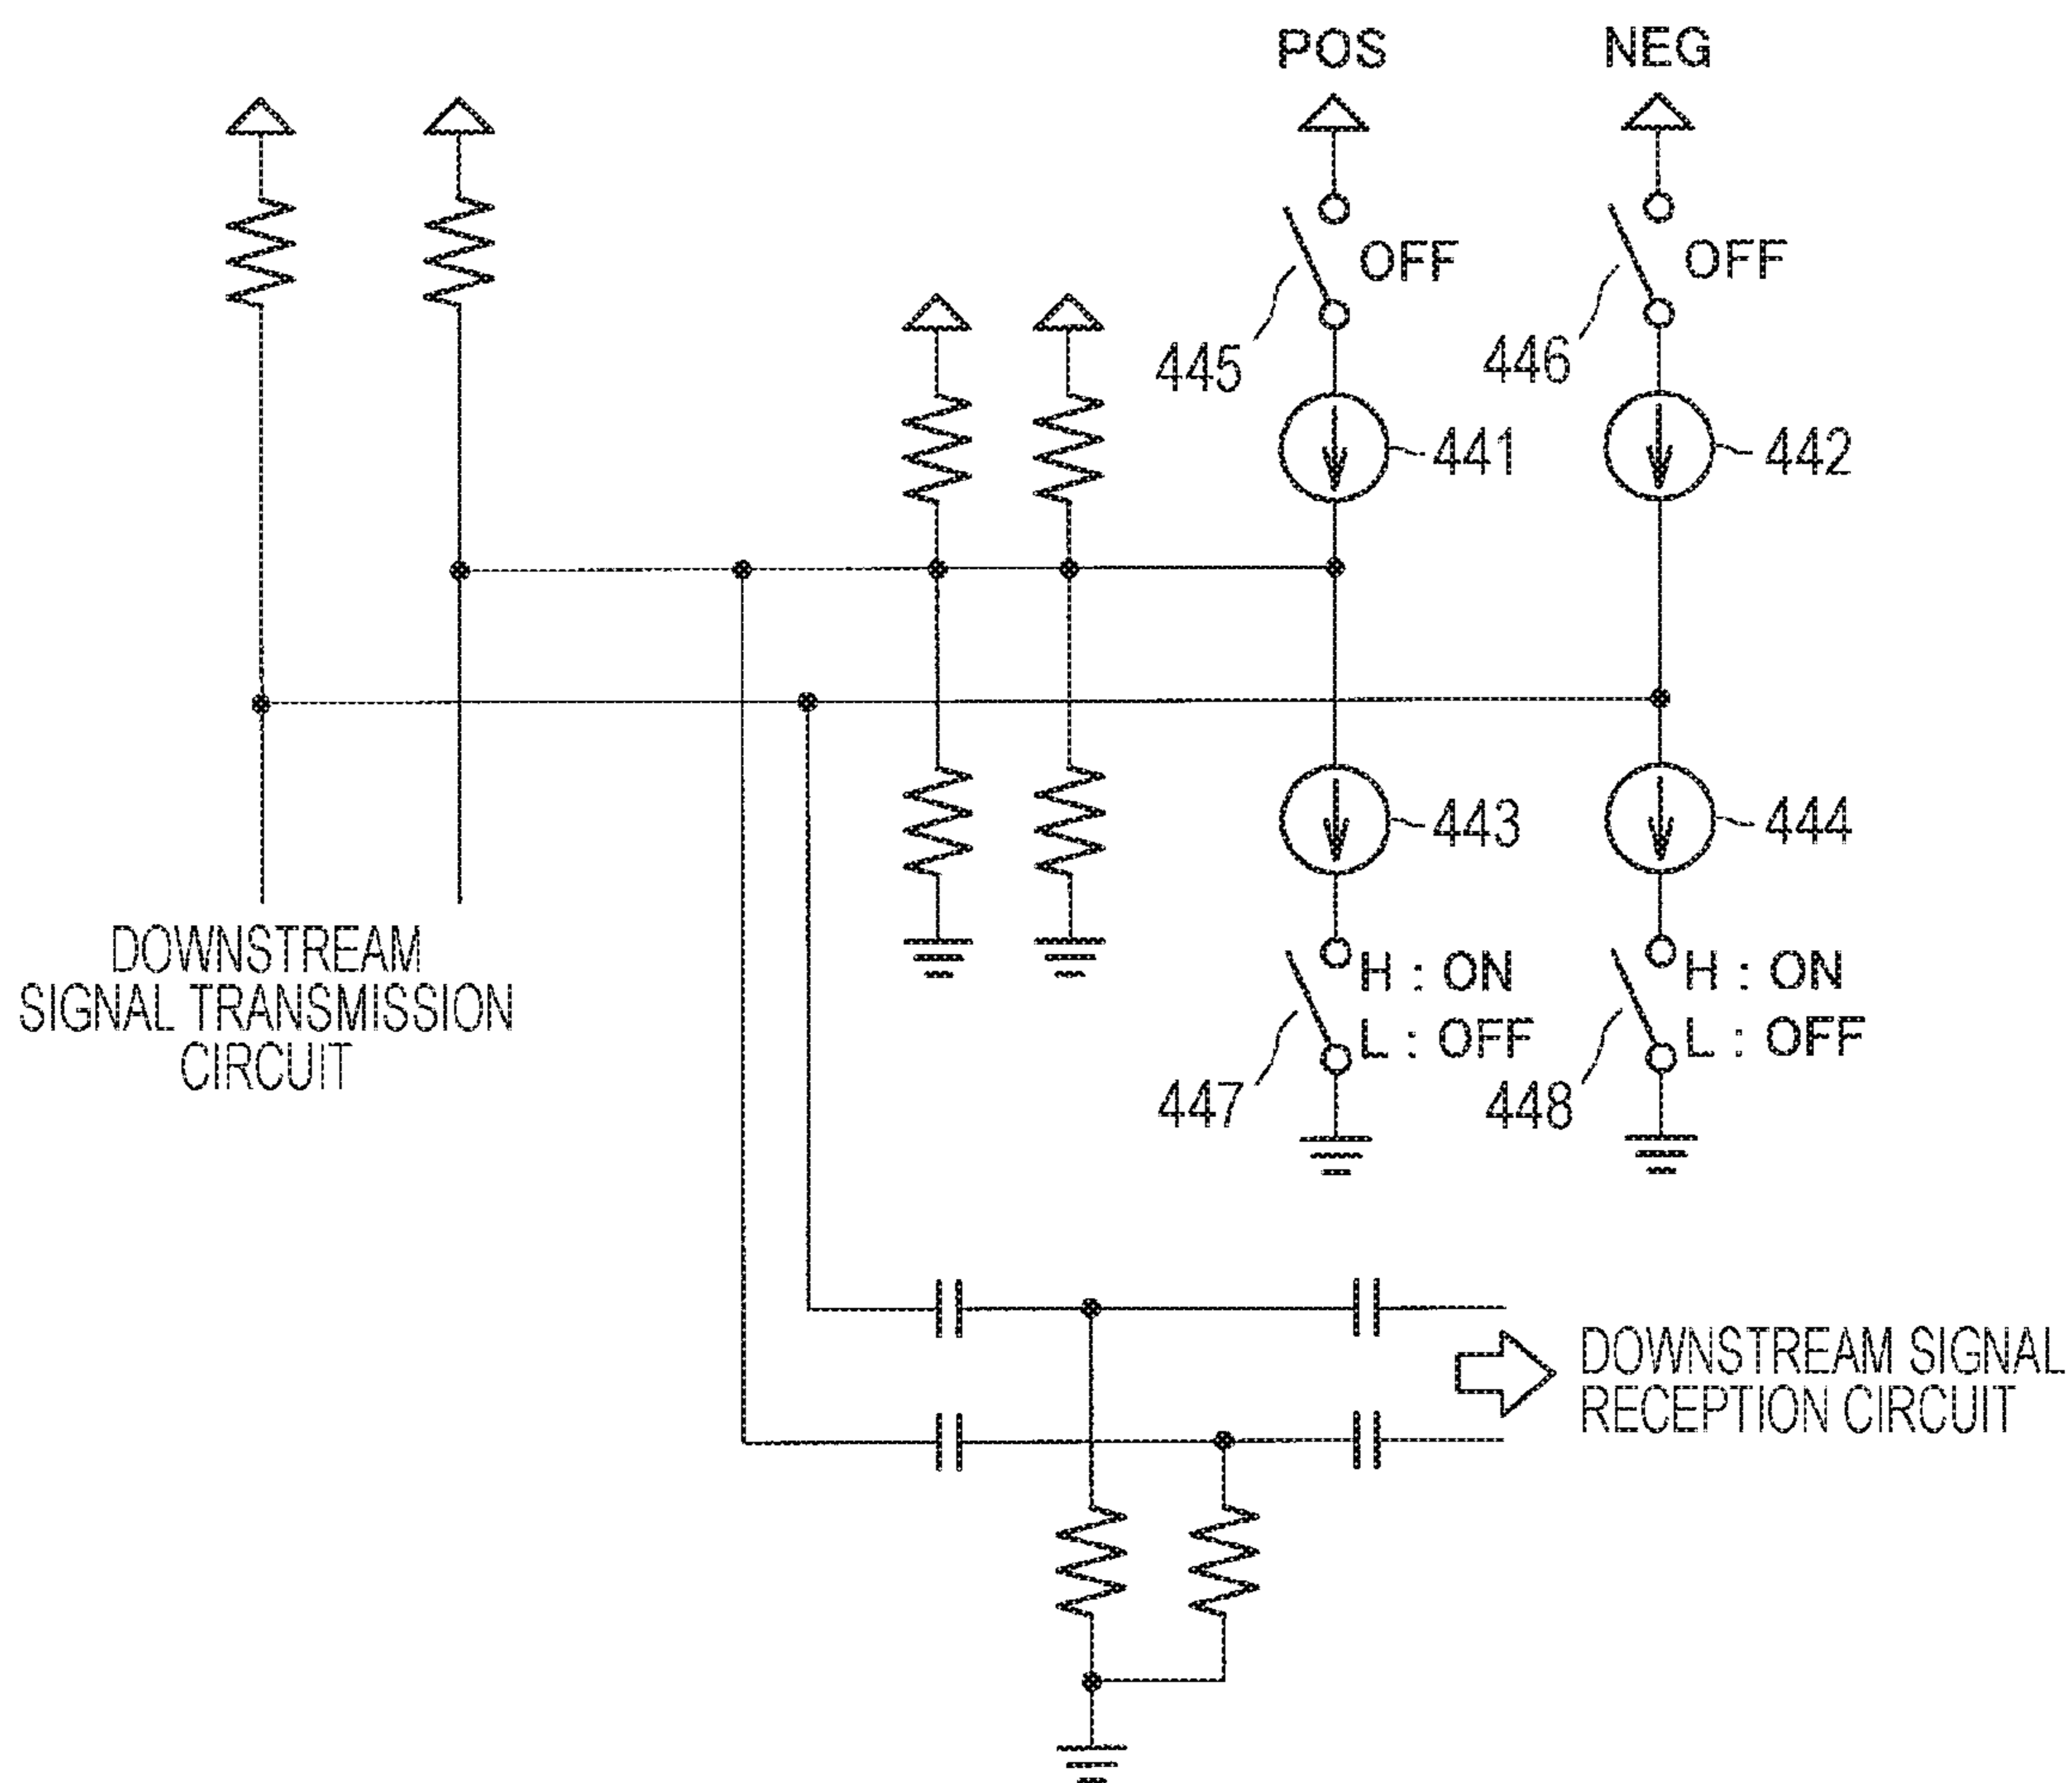 POS
NEG
OFF
OFF
445
446
441
442
443
444
DOWNSTREAM
SIGNAL TRANSMISSION
CIRCUIT
H : ON
L : OFF
H : ON
L : OFF
447
448
DOWNSTREAM SIGNAL
RECEPTION CIRCUIT